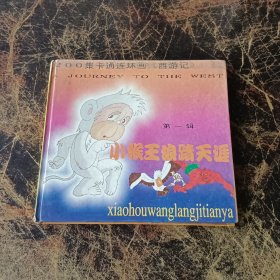 200集卡通连环画《西游记》
A JOURNEY TO THE WEST
第一辑
小猴王浪迹天涯
xiaohouwanglangjitianya